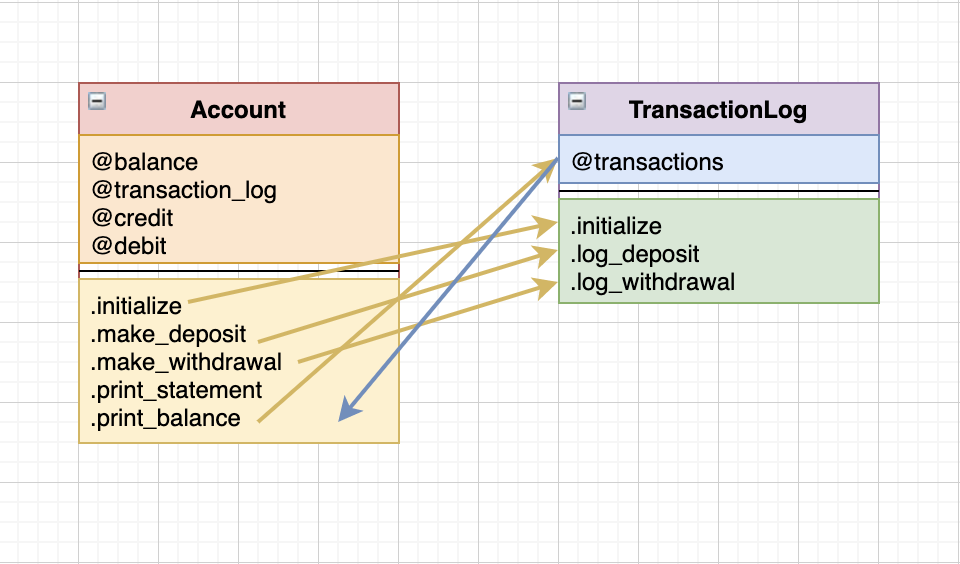 Account
@balance
@transaction_log
@credit
@debit
.initialize
.make_deposit
.make_withdrawal
.print_statement
.print_balance
TransactionLog
@transactions
.initialize
.log_deposit
.log_withdrawal